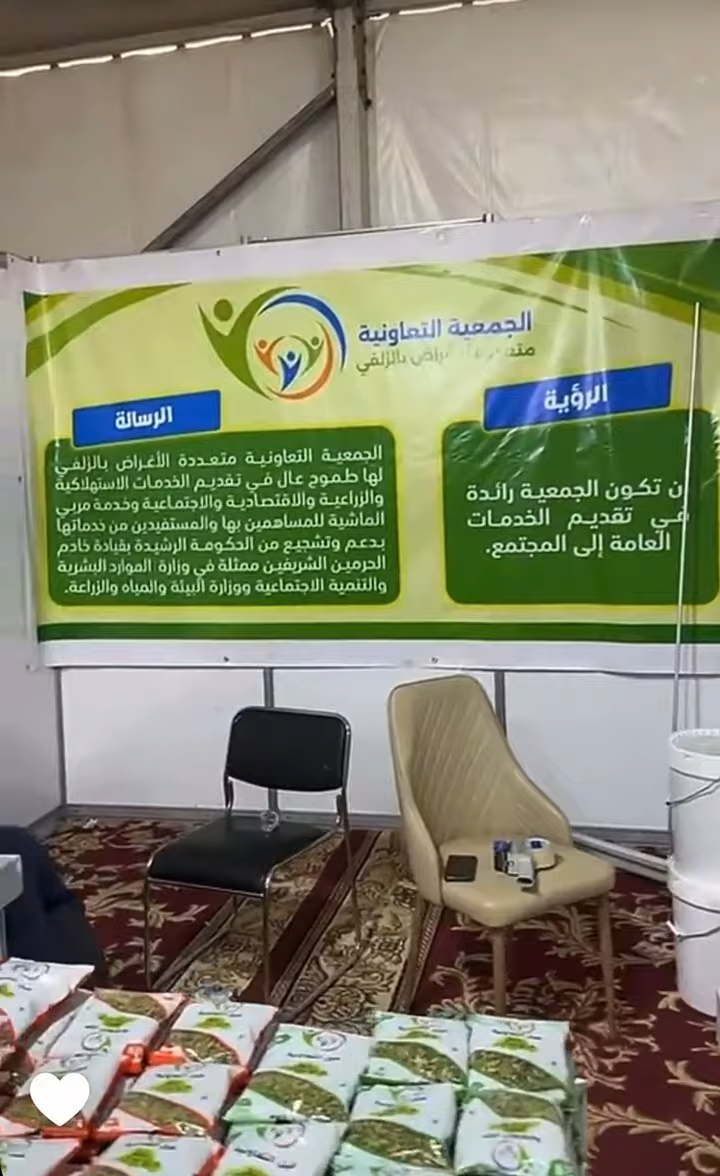 الجمعية التعاونية
بالزلفي
الرؤية
ن تكون الجمعية رائدة
في تقديم الخدمات
العامة إلى المجتمع.
الرسالة
الجمعية التعاونية متعددة الأغراض بالزلفي
لها طموح عال في تقديم الخدمات الاستهلاكية
والزراعية والاقتصادية والاجتماعية وخدمة مربي
الماشية للمساهمين بها والمستفيدين من خدماتها
بدعم وتشجيع من الحكومة الرشيدة بقيادة خادم
الحرمين الشريفين ممثلة في وزارة الموارد البشرية
والتنمية الاجتماعية ووزارة البيئة والمياه والزراعة.